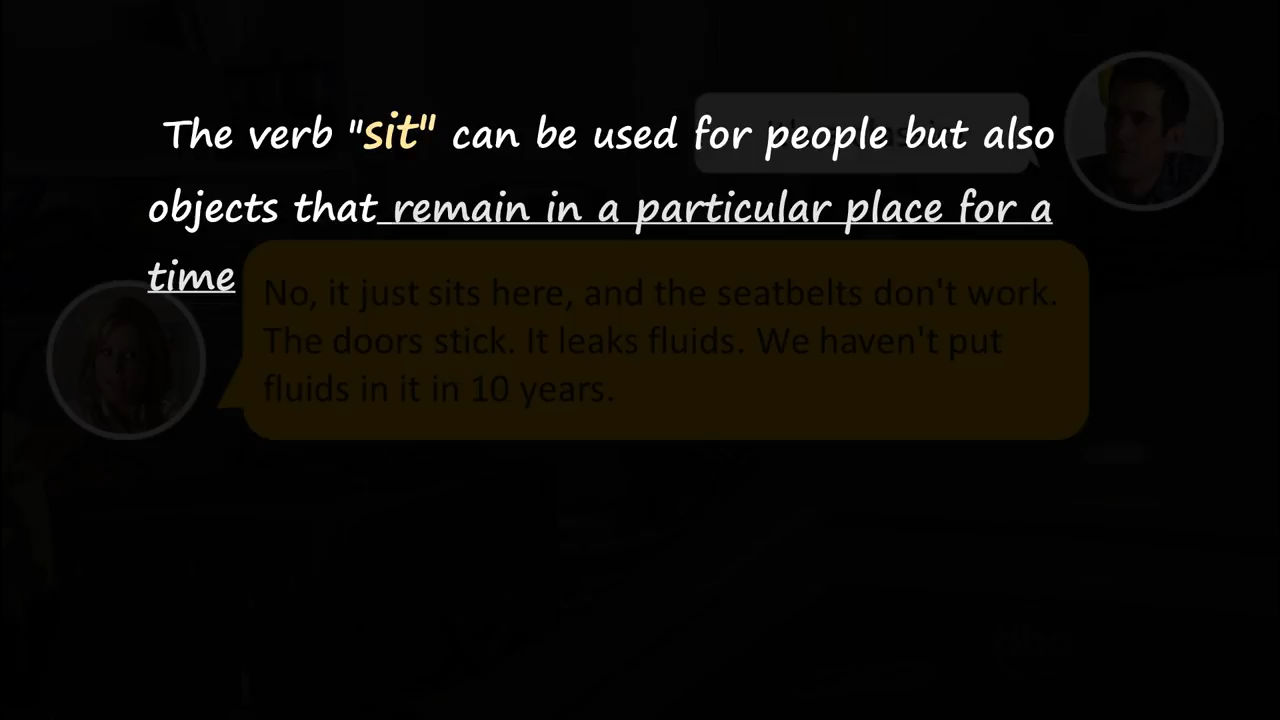 The verb "sit" can be used for people but also
objects that remain in a particular place for a
time
No, it just sits here, and the seatbelts don't work.
The doors stick. It leaks fluids. We haven't put
fluids in it in 10 years.